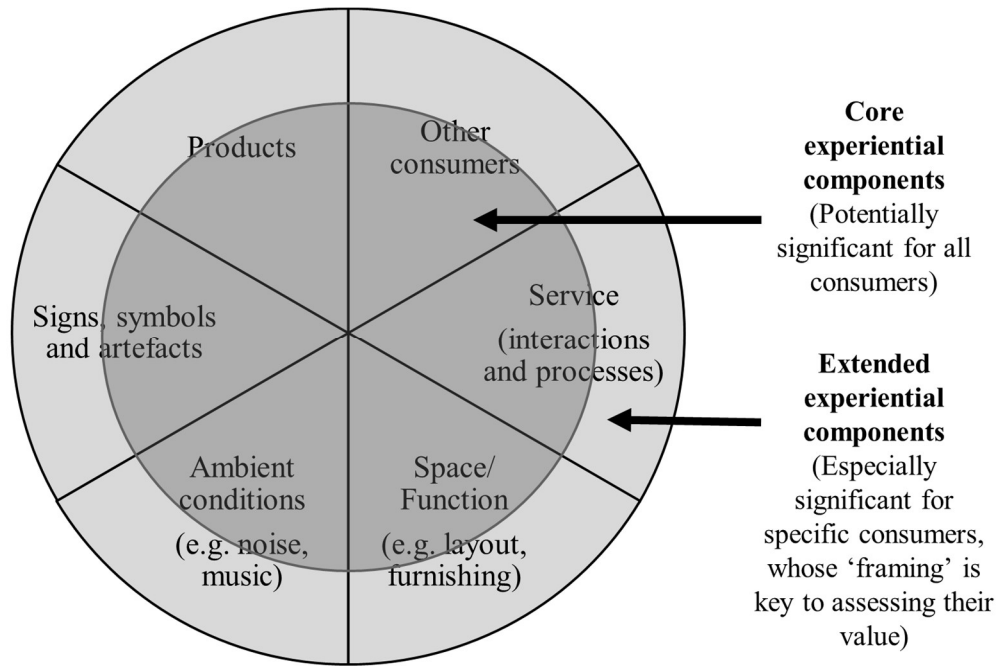 Products
Other
consumers
Signs, symbols
and artefacts
Service
(interactions
and processes)
Ambient
conditions
(e.g. noise,
music)
Space/
Function
(e.g. layout,
furnishing)
Core
experiential
components
(Potentially
significant for all
consumers)
Extended
experiential
components
(Especially
significant for
specific consumers,
whose ‘framing’ is
key to assessing their
value)